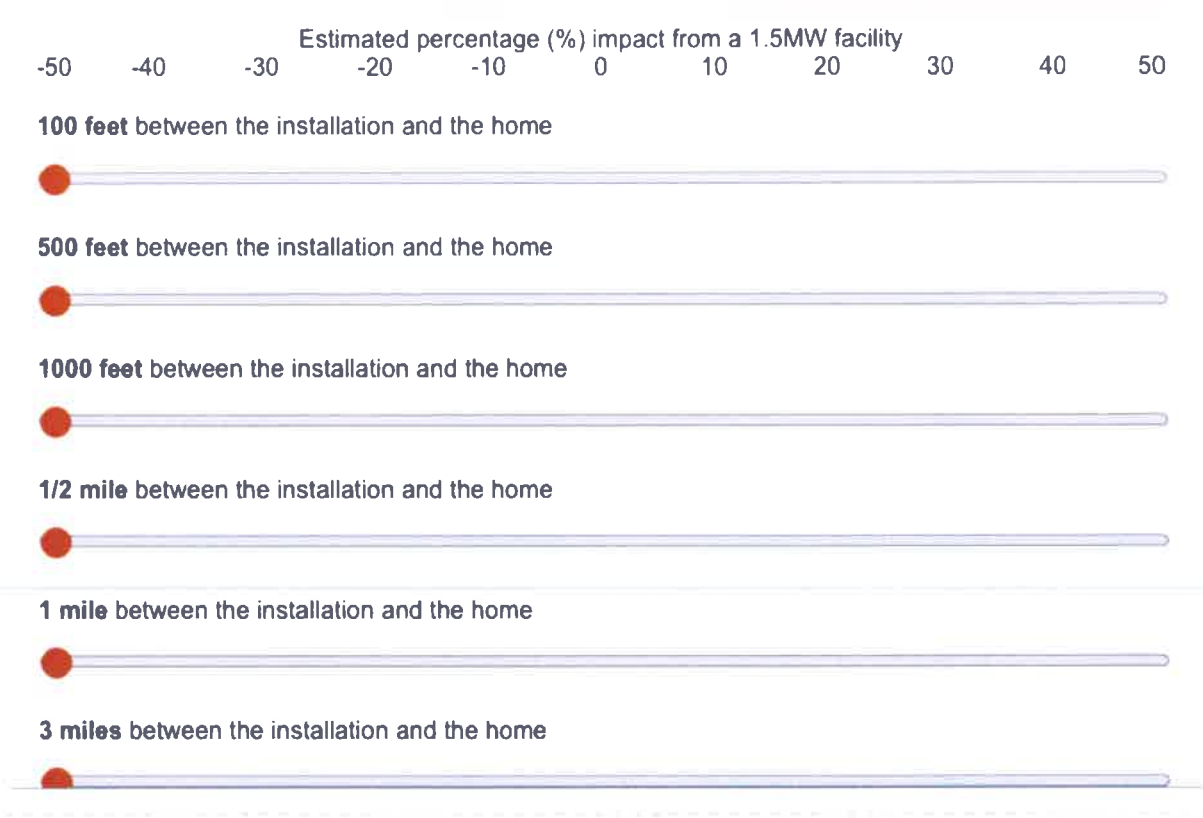 Estimated percentage (%) impact from a 1.5MW facility
-50 -40 -30 -20 -10 0 10 20 30 40 50
100 feet between the installation and the home
500 feet between the installation and the home
1000 feet between the installation and the home
1/2 mile between the installation and the home
1 mile between the installation and the home
3 miles between the installation and the home